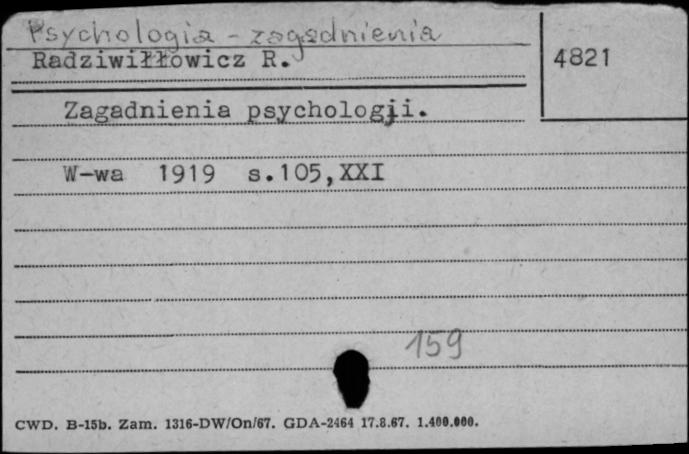 Psychologia - zagadnienia
Radziwiłłowicz R.
4821
Zagadnienia psychologji.
W-wa 1919 s.105,XXI
159
CWD. B-15b. Zam. 1316-DW/On/67. GDA-2464 17.8.67. 1.400.000.